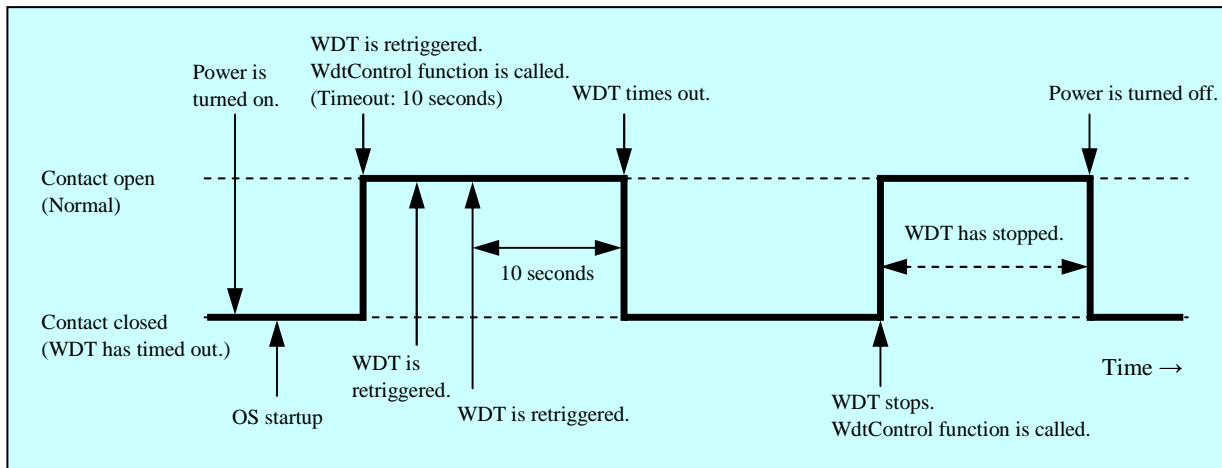 WDT is retriggered.
WdtControl function is called.
(Timeout: 10 seconds)
Power is
turned on.
WDT times out.
Power is turned off.
Contact open
(Normal)
WDT has stopped.
10 seconds
Contact closed
(WDT has timed out.)
WDT is
retriggered.
Time →
OS startup
WDT is retriggered.
WDT stops.
WdtControl function is called.